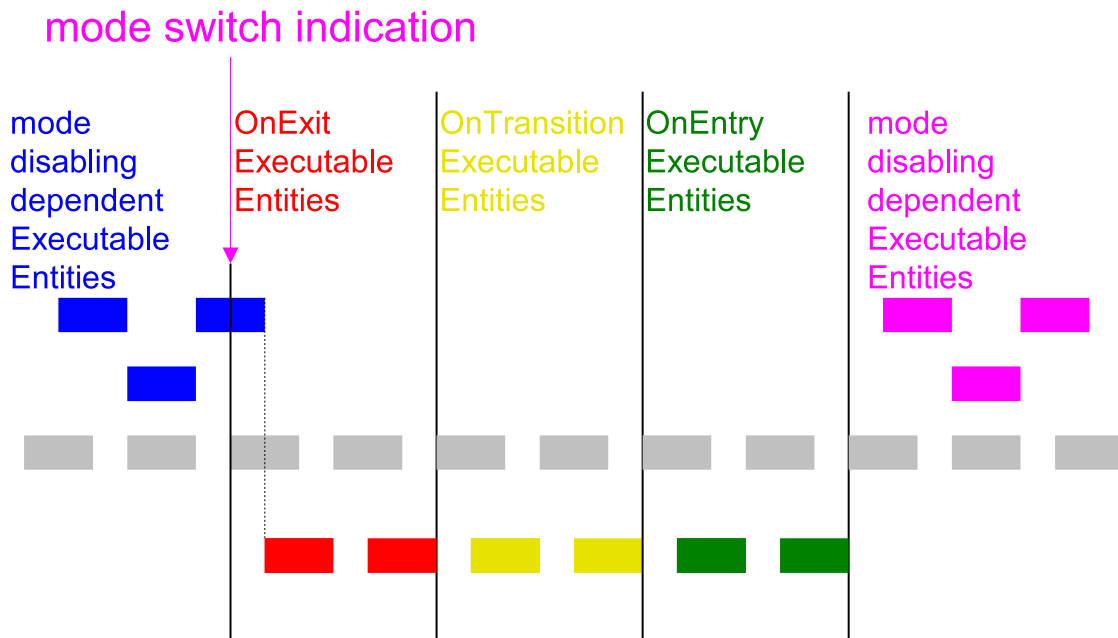 mode switch indication
mode
disabling
dependent
Executable
Entities
OnExit
Executable
Entities
OnTransition
Executable
Entities
OnEntry
Executable
Entities
mode
disabling
dependent
Executable
Entities